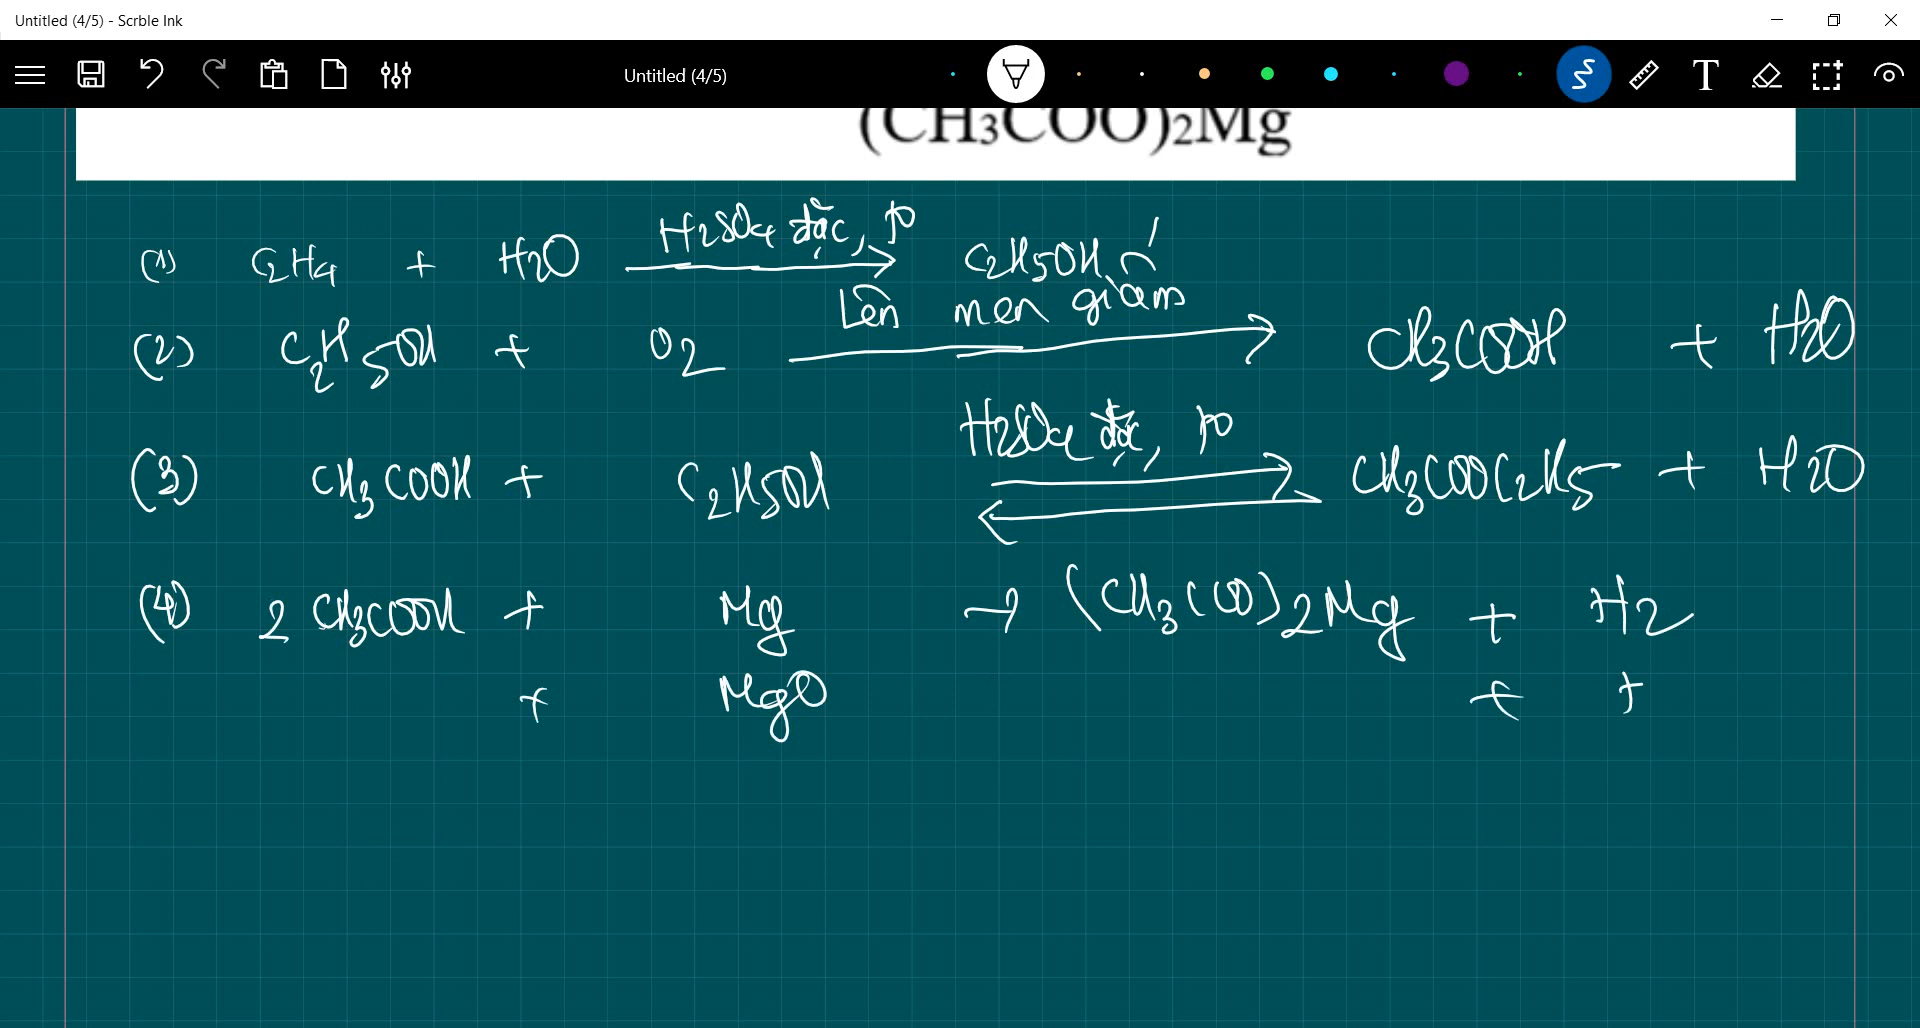 Untitled (4/5) - Scrble Ink
Untitled (4/5)
T
(CH3COO)2Mg
(1) C2H4 + H2O H2SO4 đặc, to → C2H5OH
(2) C2H5OH + O2 Lên men giấm → CH3COOH + H2O
(3) CH3COOH + C2H5OH H2SO4 đặc, to ⇌ CH3COOC2H5 + H2O
(4) 2 CH3COOH + Mg → (CH3COO)2Mg + H2
+ MgO + +